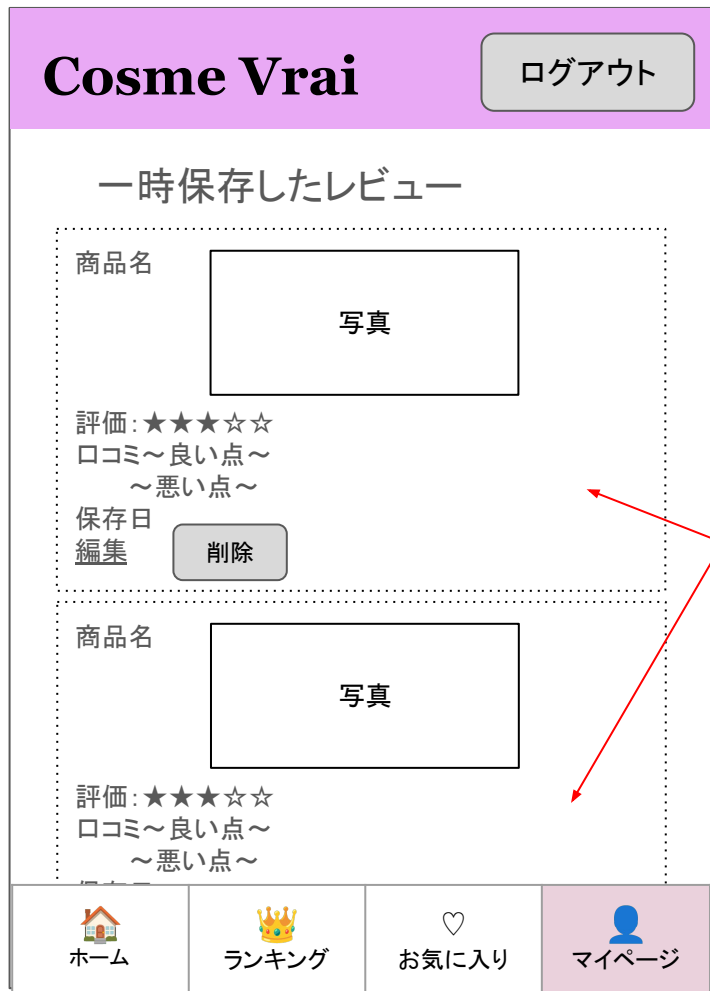 Cosme Vrai
ログアウト
一時保存したレビュー
商品名
写真
評価：★★★☆☆
口コミ～良い点～
～悪い点～
保存日
編集
削除
商品名
写真
評価：★★★☆☆
口コミ～良い点～
～悪い点～
ホーム
ランキング
♡
お気に入り
マイページ